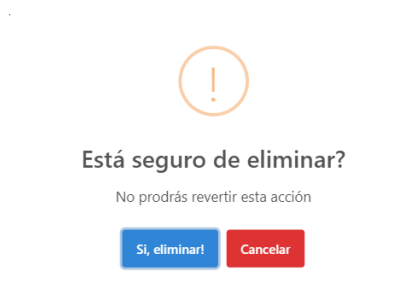 Está seguro de eliminar?
No prodrás revertir esta acción
Si, eliminar!
Cancelar